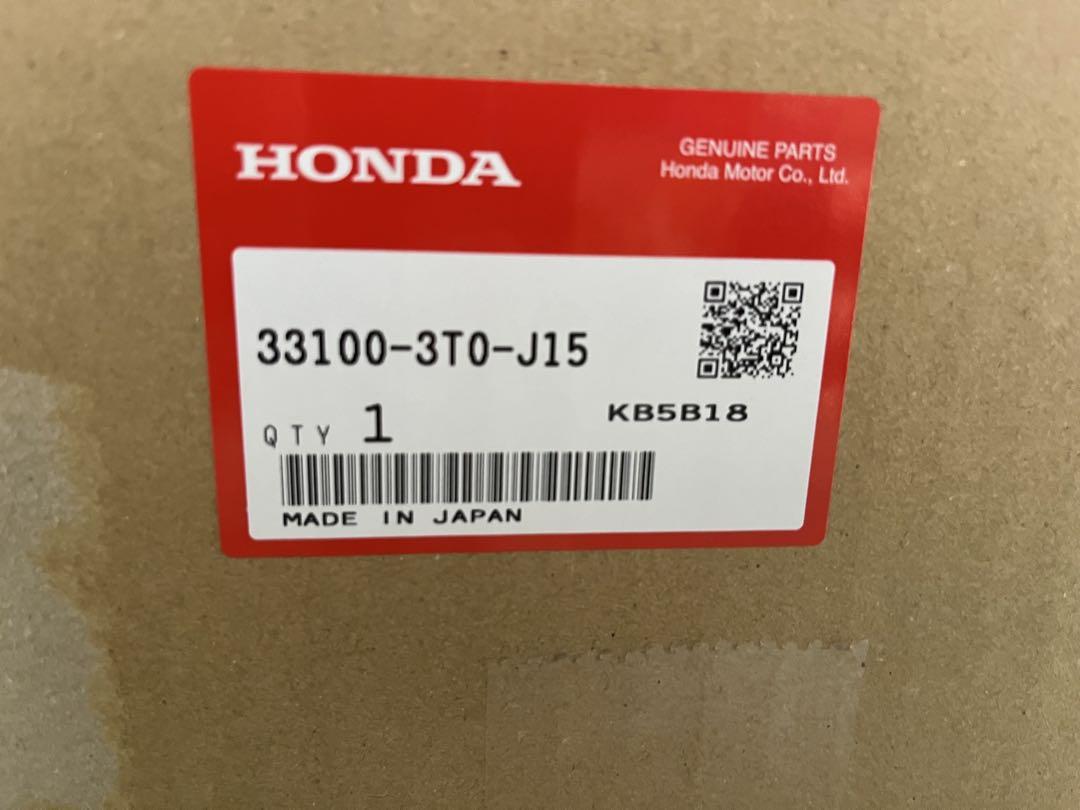 HONDA
GENUINE PARTS
Honda Motor Co., Ltd.
33100-3T0-J15
QTY 1
KB5B18
MADE IN JAPAN